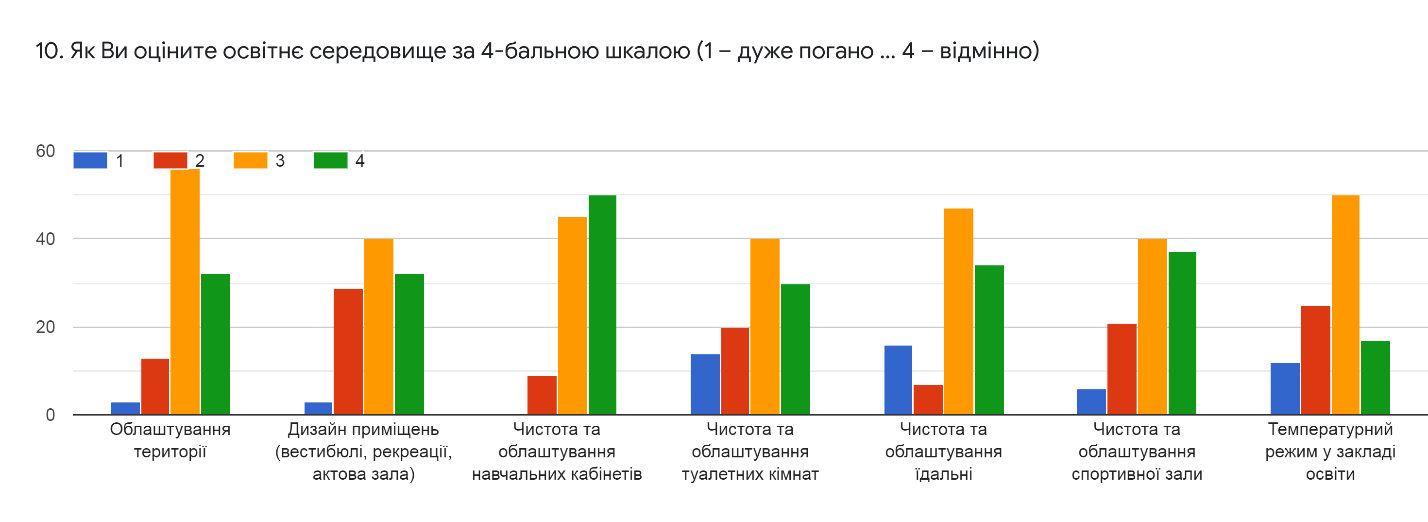 10. Як Ви оціните освітнє середовище за 4-бальною шкалою (1 – дуже погано ... 4 – відмінно)
60
1 2 3 4
40
20
0
Облаштування
території
Дизайн приміщень
(вестибюлі, рекреації,
актова зала)
Чистота та
облаштування
навчальних кабінетів
Чистота та
облаштування
туалетних кімнат
Чистота та
облаштування
їдальні
Чистота та
облаштування
спортивної зали
Температурний
режим у закладі
освіти